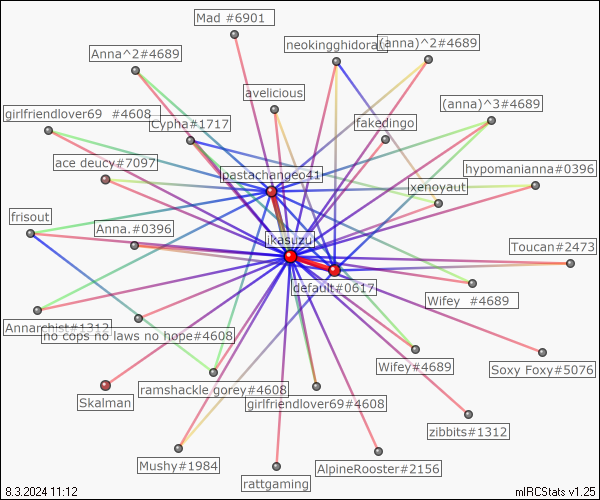 Mad #6901
neokingghidorah
(anna)^2#4689
Anna^2#4689
avelicious
(anna)^3#4689
girlfriendlover69 #4608
Cypha#1717
fakedingo
ace deucy#7097
pastachangeo41
hypomanianna#0396
xenoyaut
frisout
Anna.#0396
jkasuzu
Toucan#2473
default#0617
Wifey #4689
Annarchist#1312
no cops no laws no hope#4608
Wifey#4689
Soxy Foxy#5076
ramshackle gorey#4608
Skalman
girlfriendlover69#4608
zibbits#1312
Mushy#1984
AlpineRooster#2156
rattgaming
8.3.2024 11:12
mIRCStats v1.25